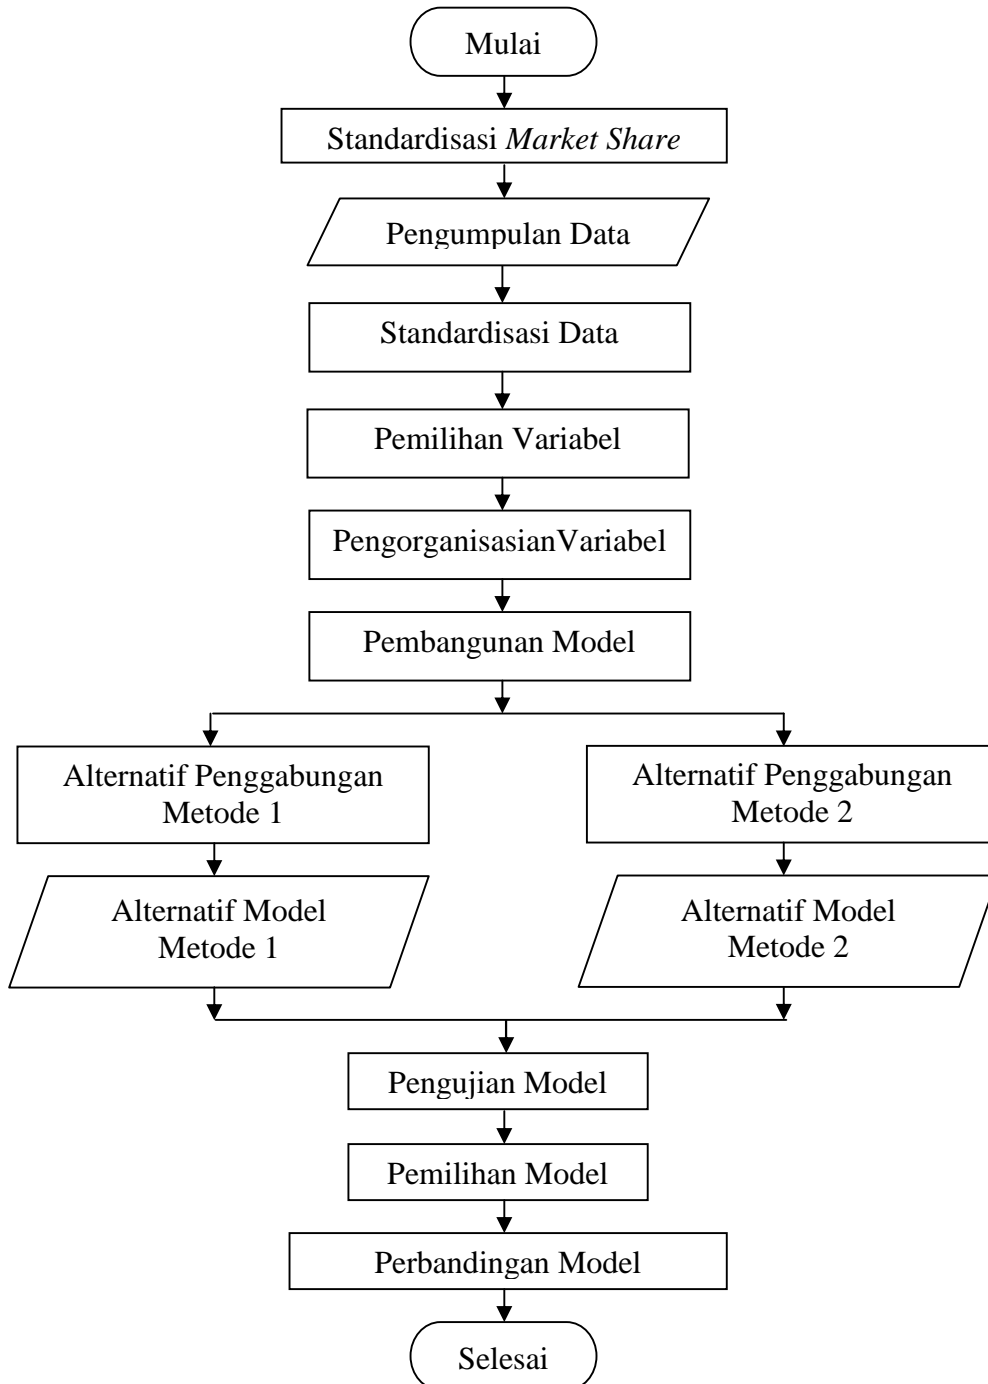 Mulai
Standardisasi Market Share
Pengumpulan Data
Standardisasi Data
Pemilihan Variabel
PengorganisasianVariabel
Pembangunan Model
Alternatif Penggabungan
Metode 1
Alternatif Penggabungan
Metode 2
Alternatif Model
Metode 1
Alternatif Model
Metode 2
Pengujian Model
Pemilihan Model
Perbandingan Model
Selesai